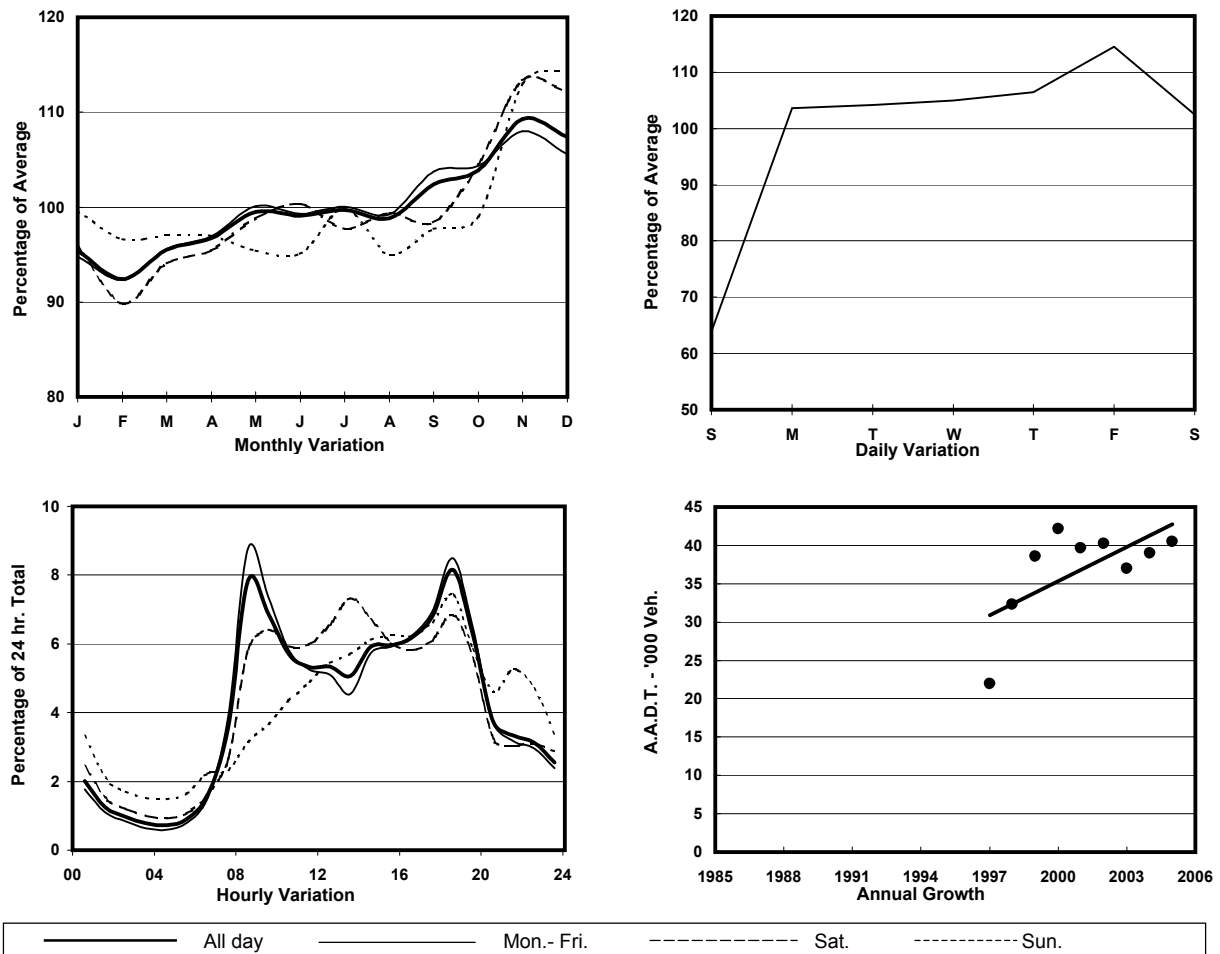 120
110
100
90
80
Percentage of Average
J F M A M J J A S O N D
Monthly Variation
120
110
100
90
80
70
60
50
Percentage of Average
S M T W T F S
Daily Variation
10
8
6
4
2
0
Percentage of 24 hr. Total
00 04 08 12 16 20 24
Hourly Variation
45
40
35
30
25
20
15
10
5
0
A.A.D.T. - '000 Veh.
1985 1988 1991 1994 1997 2000 2003 2006
Annual Growth
All day Mon.- Fri. Sat. Sun.